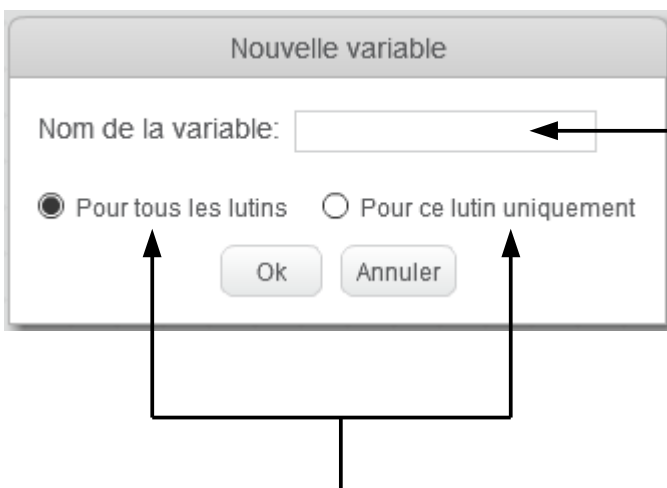 Nouvelle variable
Nom de la variable:
Pour tous les lutins Pour ce lutin uniquement
Ok Annuler